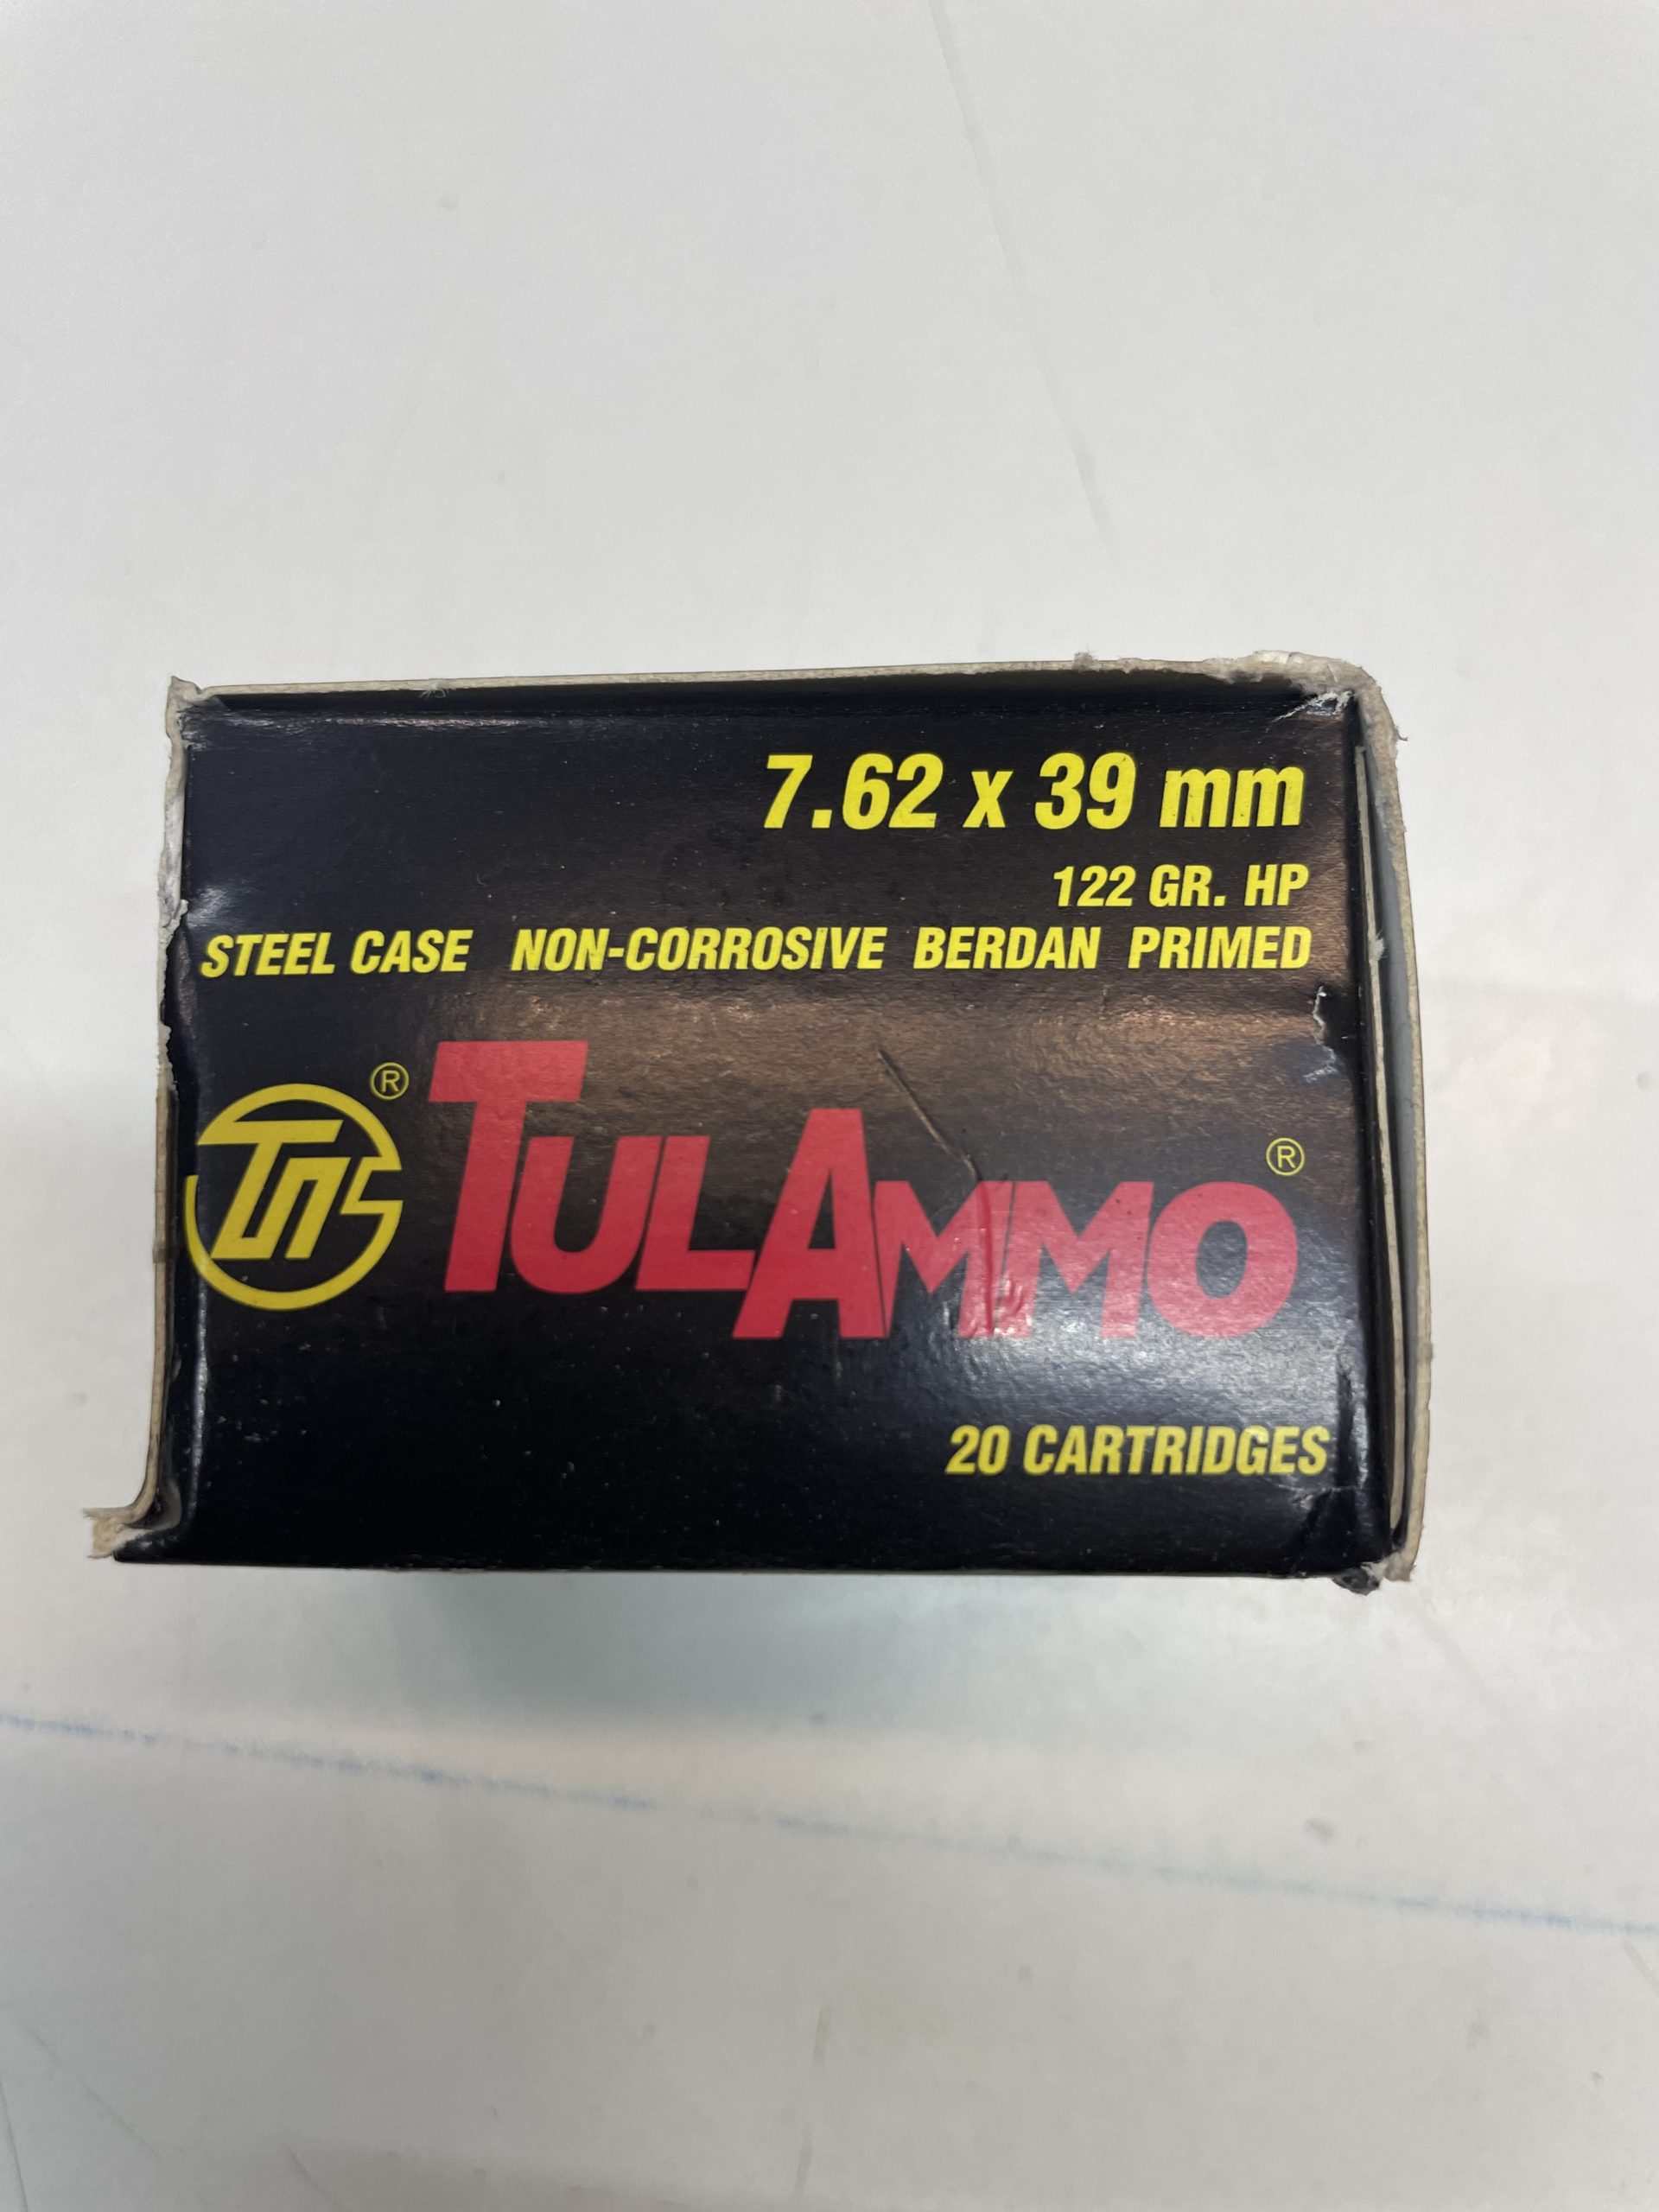 7.62 x 39 mm
122 GR. HP
STEEL CASE NON-CORROSIVE BERDAN PRIMED
® TULAMMO ®
20 CARTRIDGES